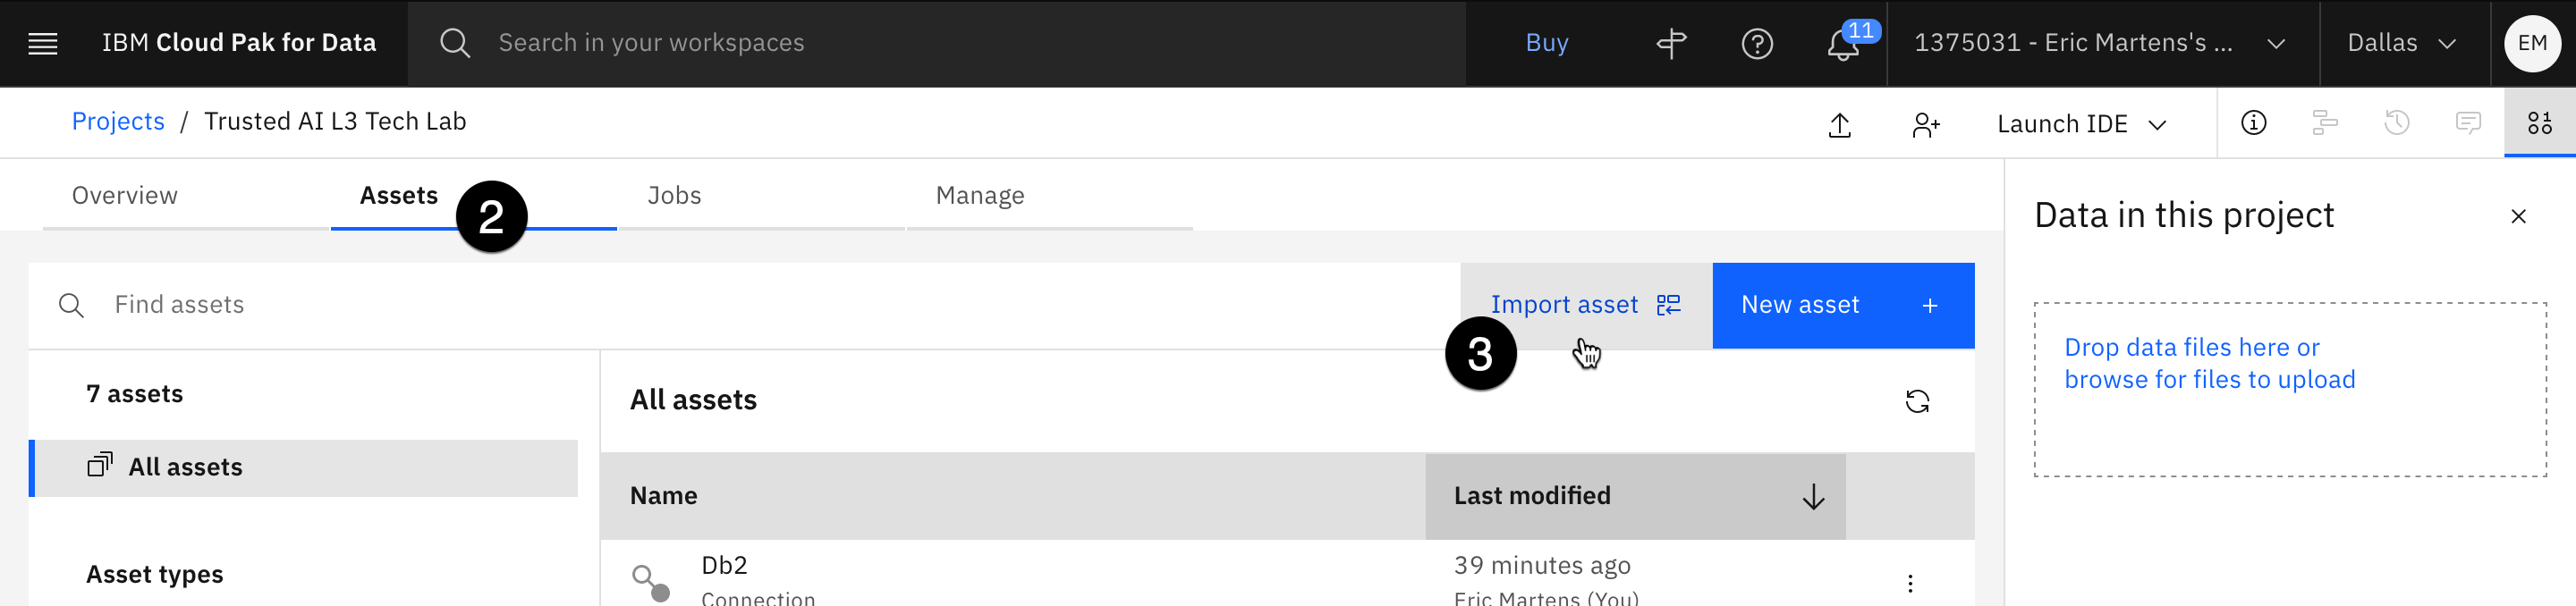 IBM Cloud Pak for Data
Search in your workspaces
Buy
11
1375031 - Eric Martens's ...
Dallas
EM
Projects / Trusted AI L3 Tech Lab
Launch IDE
Overview
Assets
2
Jobs
Manage
Data in this project
Find assets
Import asset
3
New asset +
Drop data files here or
browse for files to upload
7 assets
All assets
All assets
Name
Last modified
Asset types
Db2
39 minutes ago
Connection
Eric Martens (You)